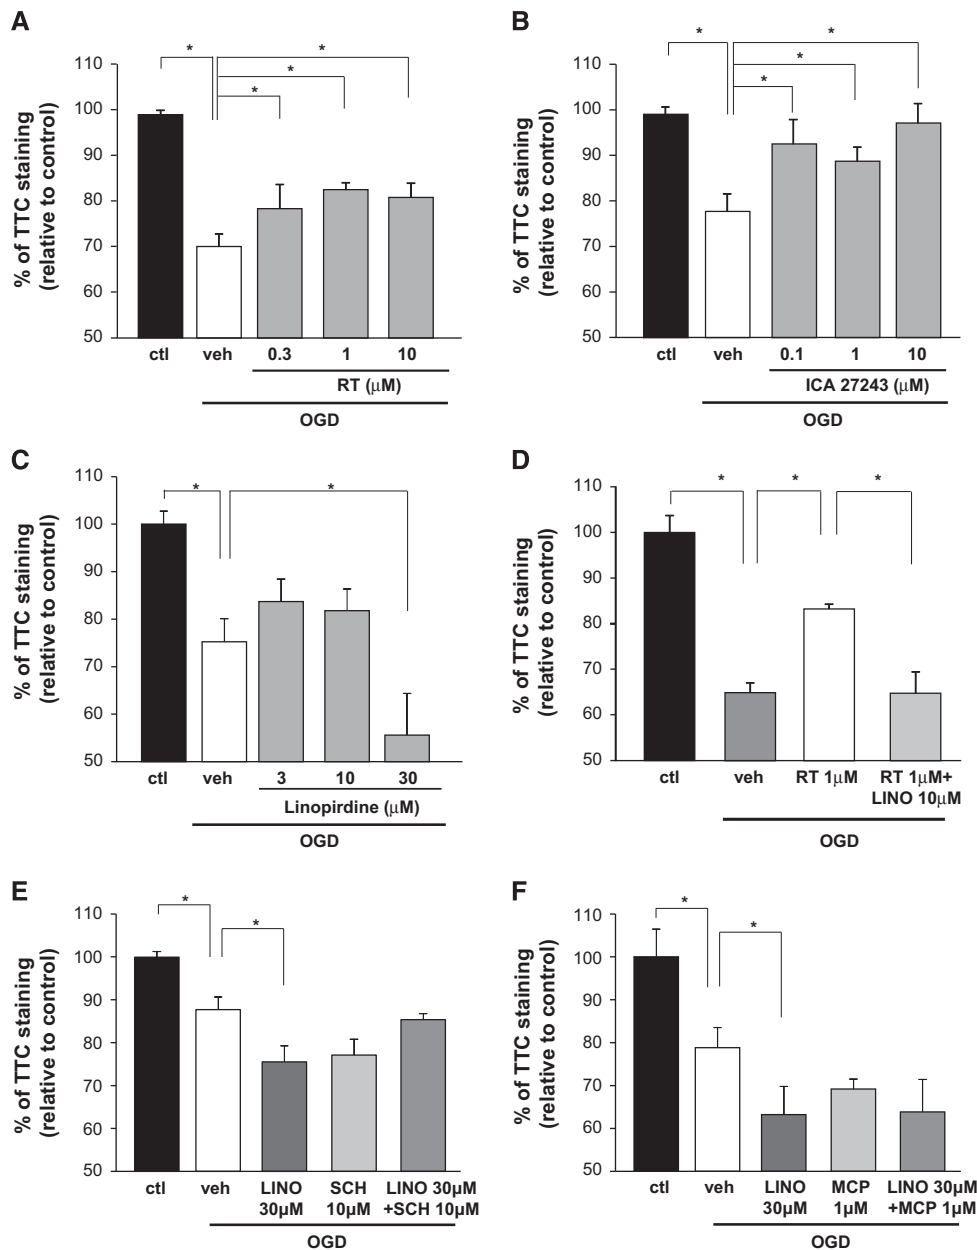 A
% of TTC staining
(relative to control)
110
100
90
80
70
60
50
* * * *
ctl veh 0.3 1 10
RT (µM)
OGD
B
% of TTC staining
(relative to control)
110
100
90
80
70
60
50
* * * *
ctl veh 0.1 1 10
ICA 27243 (µM)
OGD
C
% of TTC staining
(relative to control)
110
100
90
80
70
60
50
* *
ctl veh 3 10 30
Linopirdine (µM)
OGD
D
% of TTC staining
(relative to control)
110
100
90
80
70
60
50
* * *
ctl veh RT 1µM RT 1µM+
LINO 10µM
OGD
E
% of TTC staining
(relative to control)
110
100
90
80
70
60
50
* *
ctl veh LINO SCH LINO 30µM
30µM 10µM +SCH 10µM
OGD
F
% of TTC staining
(relative to control)
110
100
90
80
70
60
50
* *
ctl veh LINO MCP LINO 30µM
30µM 1µM +MCP 1µM
OGD